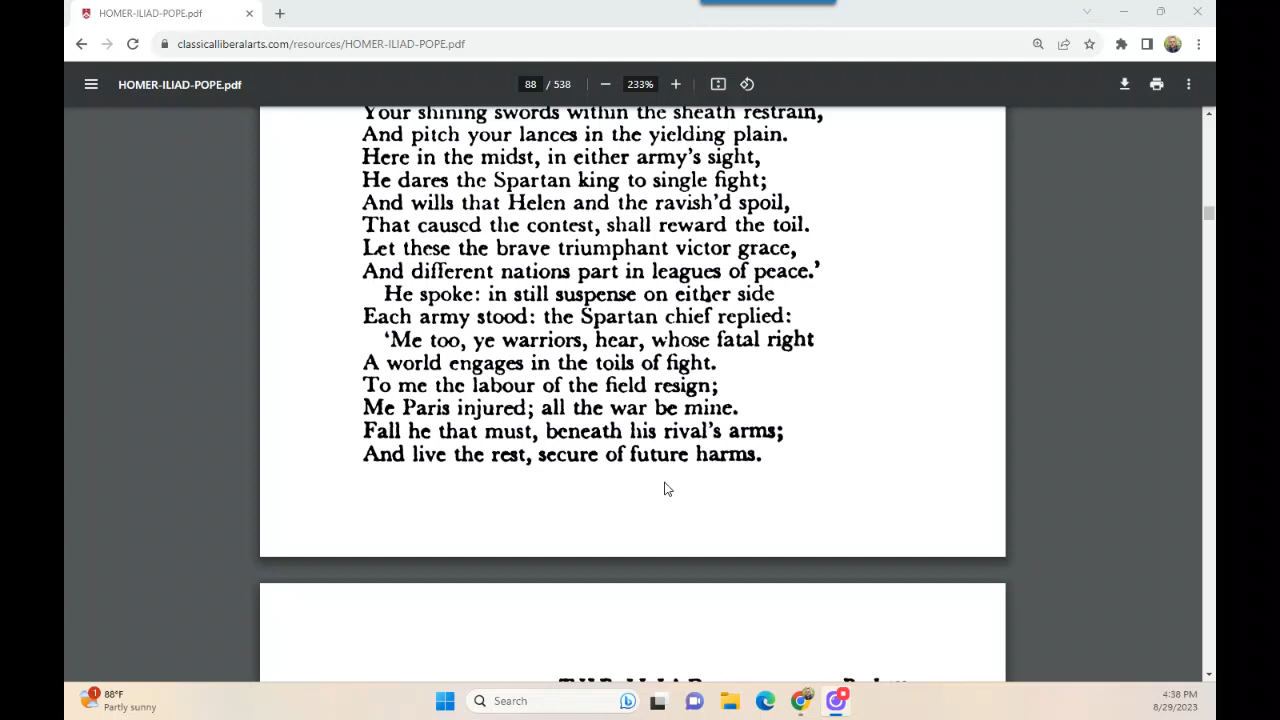 HOMER-ILIAD-POPE.pdf
classicalliberalarts.com/resources/HOMER-ILIAD-POPE.pdf
HOMER-ILIAD-POPE.pdf 88 / 538 233%
Your shining swords within the sheath restrain,
And pitch your lances in the yielding plain.
Here in the midst, in either army's sight,
He dares the Spartan king to single fight;
And wills that Helen and the ravish'd spoil,
That caused the contest, shall reward the toil.
Let these the brave triumphant victor grace,
And different nations part in leagues of peace.'
He spoke: in still suspense on either side
Each army stood: the Spartan chief replied:
'Me too, ye warriors, hear, whose fatal right
A world engages in the toils of fight.
To me the labour of the field resign;
Me Paris injured; all the war be mine.
Fall he that must, beneath his rival's arms;
And live the rest, secure of future harms.
1 88°F
Partly sunny
Search
4:38 PM
8/29/2023